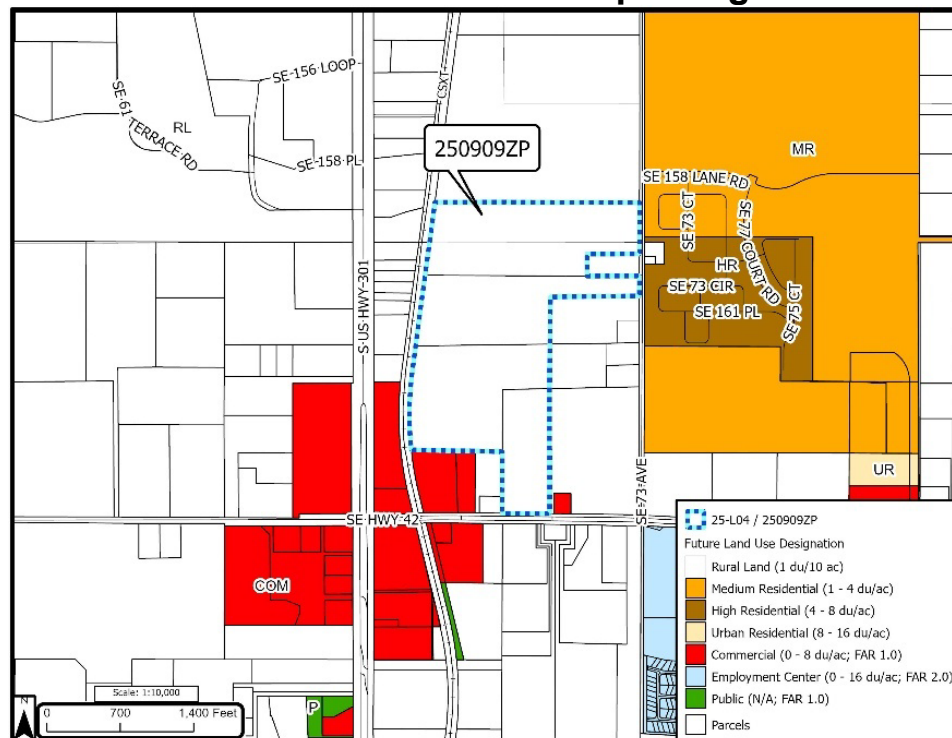 SE 156 LOOP
CSXT
SE 61 TERRACE RD
RL
SE 158 PL
250909ZP
MR
SE 158 LANE RD
SE 73 CT
SE 77 COURT RD
HR
SE 73 CIR
SE 161 PL
SE 75 CT
S US HWY 301
UR
SE 73 AVE
SE HWY 42
COM
P
Scale: 1:10,000
N
0 700 1,400 Feet
25-L04 / 250909ZP
Future Land Use Designation
Rural Land (1 du/10 ac)
Medium Residential (1 - 4 du/ac)
High Residential (4 - 8 du/ac)
Urban Residential (8 - 16 du/ac)
Commercial (0 - 8 du/ac; FAR 1.0)
Employment Center (0 - 16 du/ac; FAR 2.0)
Public (N/A; FAR 1.0)
Parcels